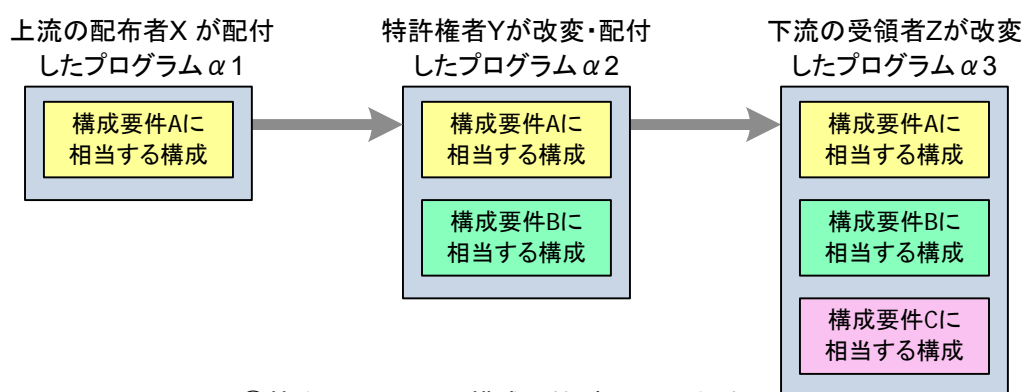 上流の配布者X が配付
したプログラムα1
特許権者Yが改変・配付
したプログラムα2
下流の受領者Zが改変
したプログラムα3
構成要件Aに
相当する構成
構成要件Aに
相当する構成
構成要件Bに
相当する構成
構成要件Aに
相当する構成
構成要件Bに
相当する構成
構成要件Cに
相当する構成